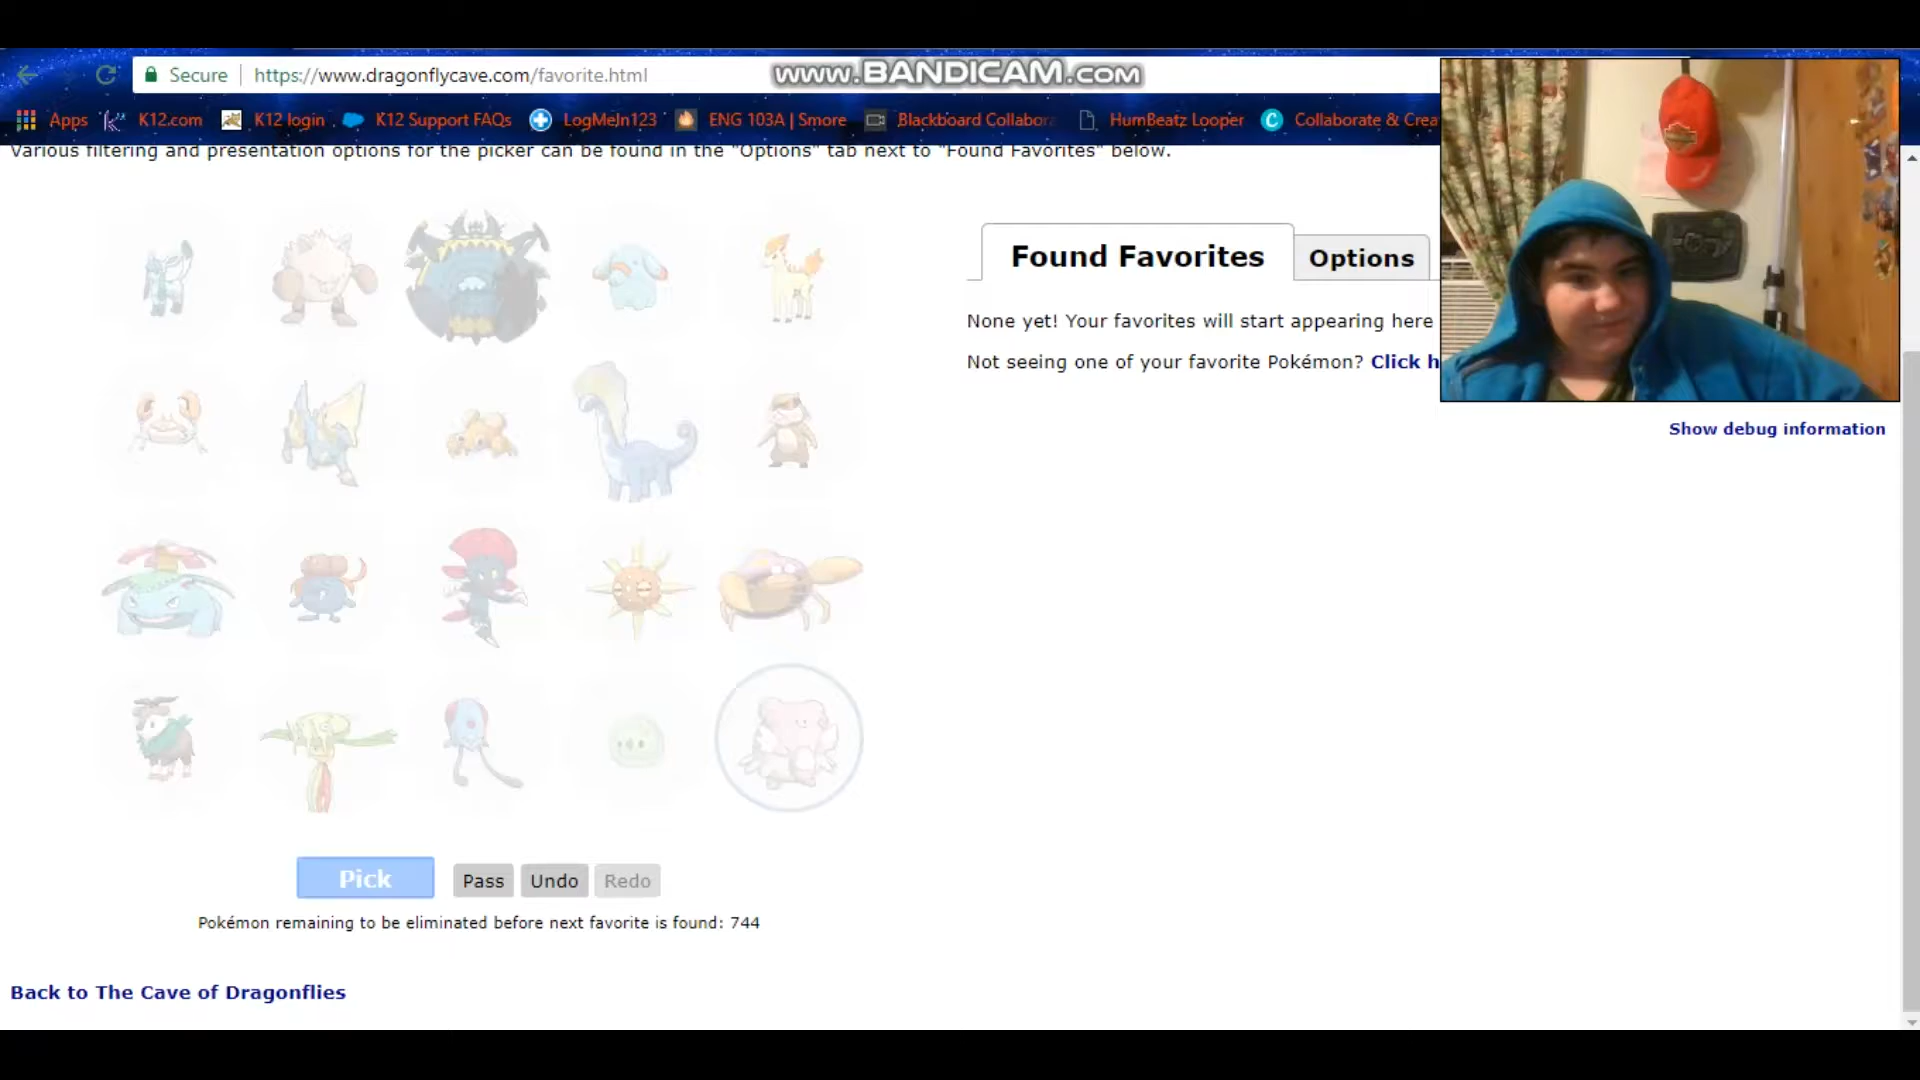 www.BANDICAM.com
Secure https://www.dragonflycave.com/favorite.html
Apps K12.com K12 login K12 Support FAQs LogMeIn123 ENG 103A | Smore Blackboard Collabora HumBeatz Looper Collaborate & Crea
Various filtering and presentation options for the picker can be found in the "Options" tab next to "Found Favorites" below.
Found Favorites Options
None yet! Your favorites will start appearing here
Not seeing one of your favorite Pokémon? Click h
Show debug information
Pick Pass Undo Redo
Pokémon remaining to be eliminated before next favorite is found: 744
Back to The Cave of Dragonflies